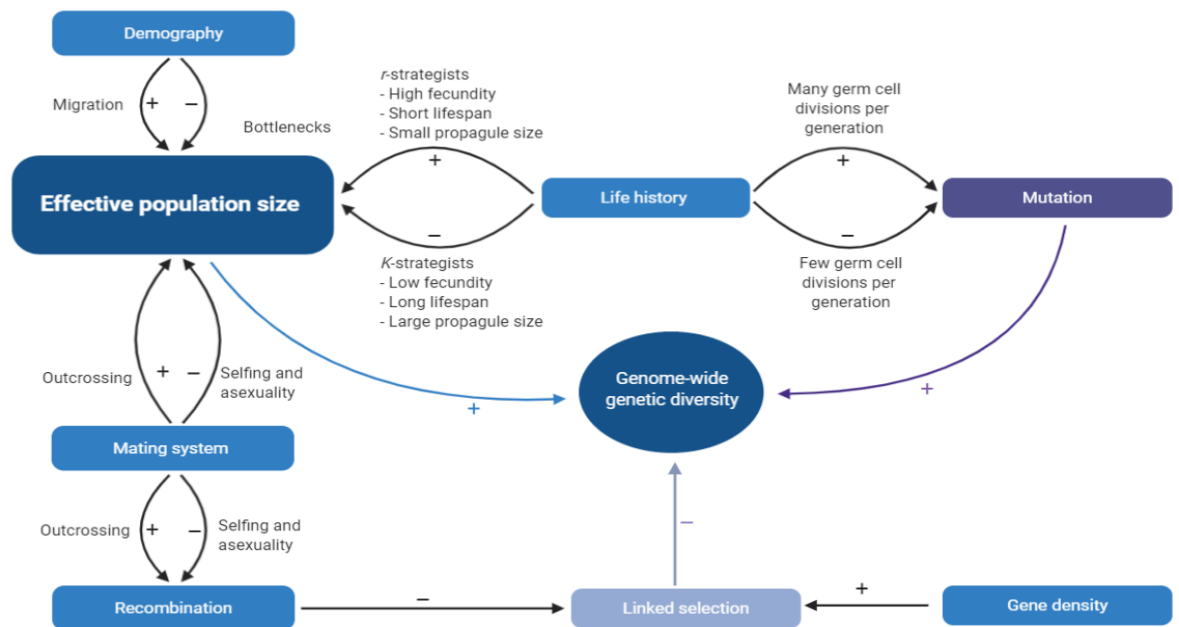 Demography
Migration
+
−
Bottlenecks
r-strategists
- High fecundity
- Short lifespan
- Small propagule size
+
Many germ cell
divisions per
generation
+
Effective population size
Life history
Mutation
−
K-strategists
- Low fecundity
- Long lifespan
- Large propagule size
−
Few germ cell
divisions per
generation
Outcrossing
+
−
Selfing and
asexuality
+
Genome-wide
genetic diversity
+
Mating system
Outcrossing
+
−
Selfing and
asexuality
−
Recombination
−
Linked selection
+
Gene density